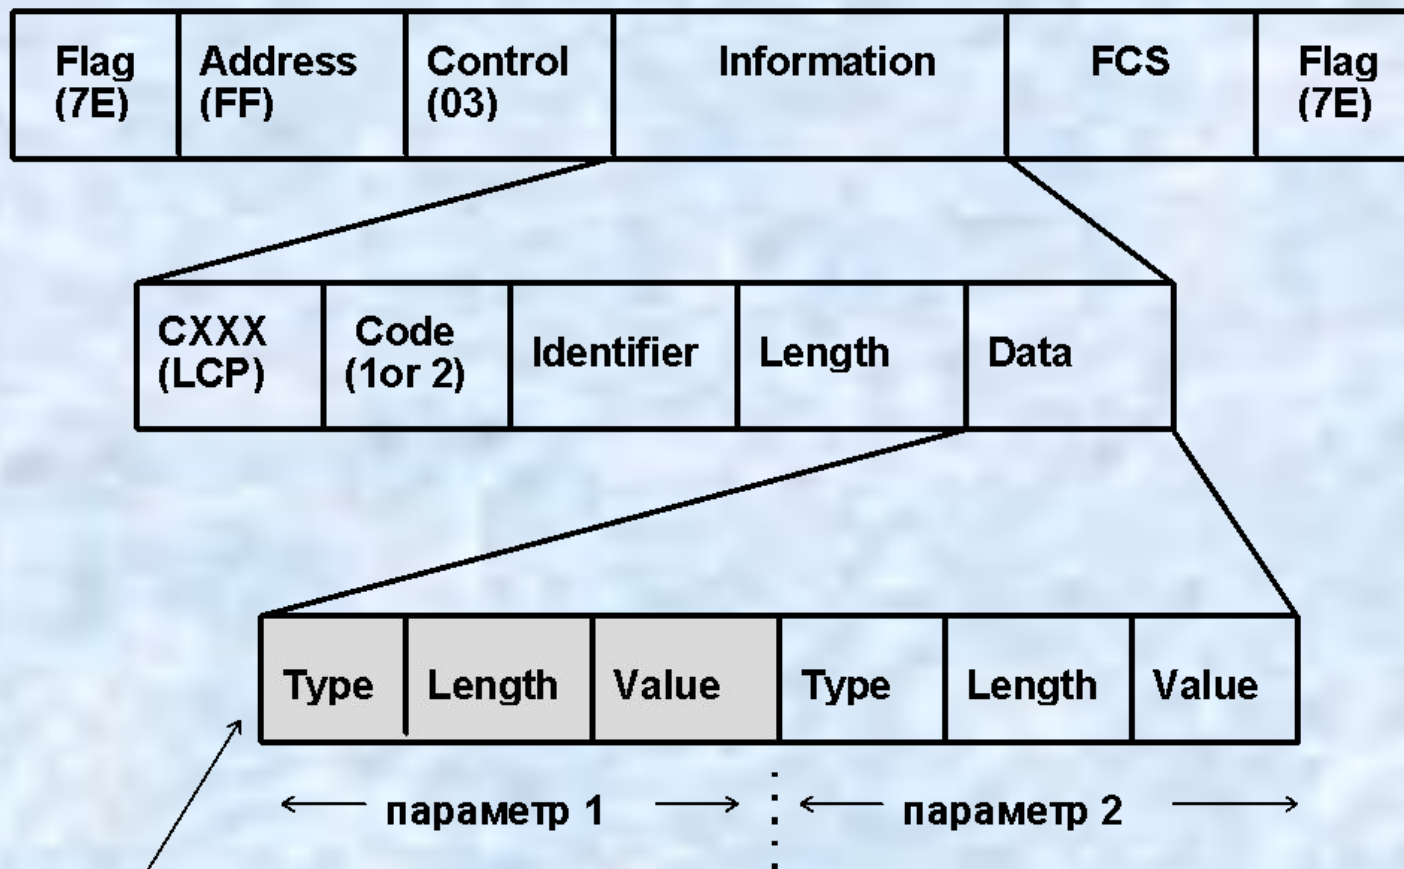 Flag Address Control Information FCS Flag
(7E) (FF) (03) (7E)
CXXX Code Identifier Length Data
(LCP) (1or 2)
Type Length Value Type Length Value
параметр 1 параметр 2